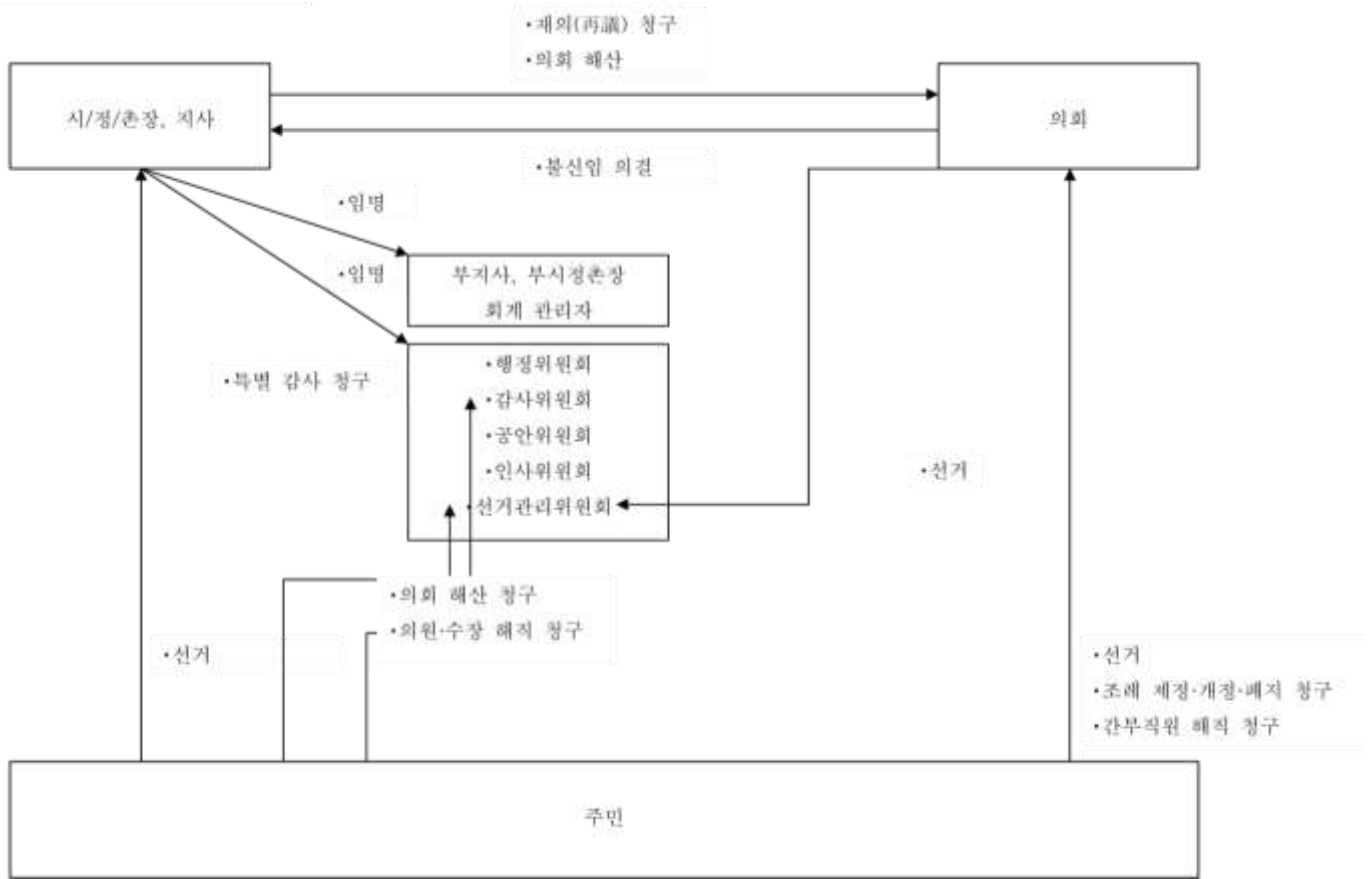 •재의(再議) 청구
•의회 해산
시/정/촌장, 지사
의회
•불신임 의결
•임명
•임명
부지사, 부시정촌장
회계 관리자
•특별 감사 청구
•행정위원회
•감사위원회
•공안위원회
•인사위원회
•선거관리위원회
•선거
•의회 해산 청구
•의원·수장 해직 청구
•선거
•선거
•조례 제정·개정·폐지 청구
•간부직원 해직 청구
주민